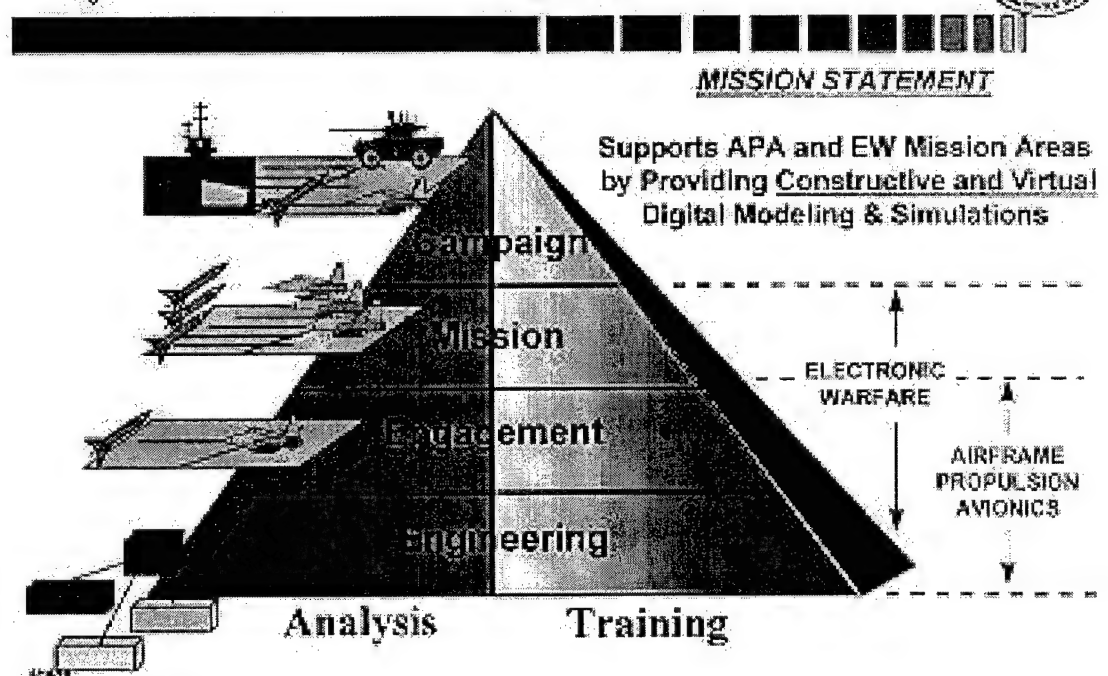 MISSION STATEMENT
Supports APA and EW Mission Areas
by Providing Constructive and Virtual
Digital Modeling & Simulations
Campaign
Mission
ELECTRONIC
WARFARE
Engagement
AIRFRAME
PROPULSION
AVIONICS
Engineering
Analysis Training